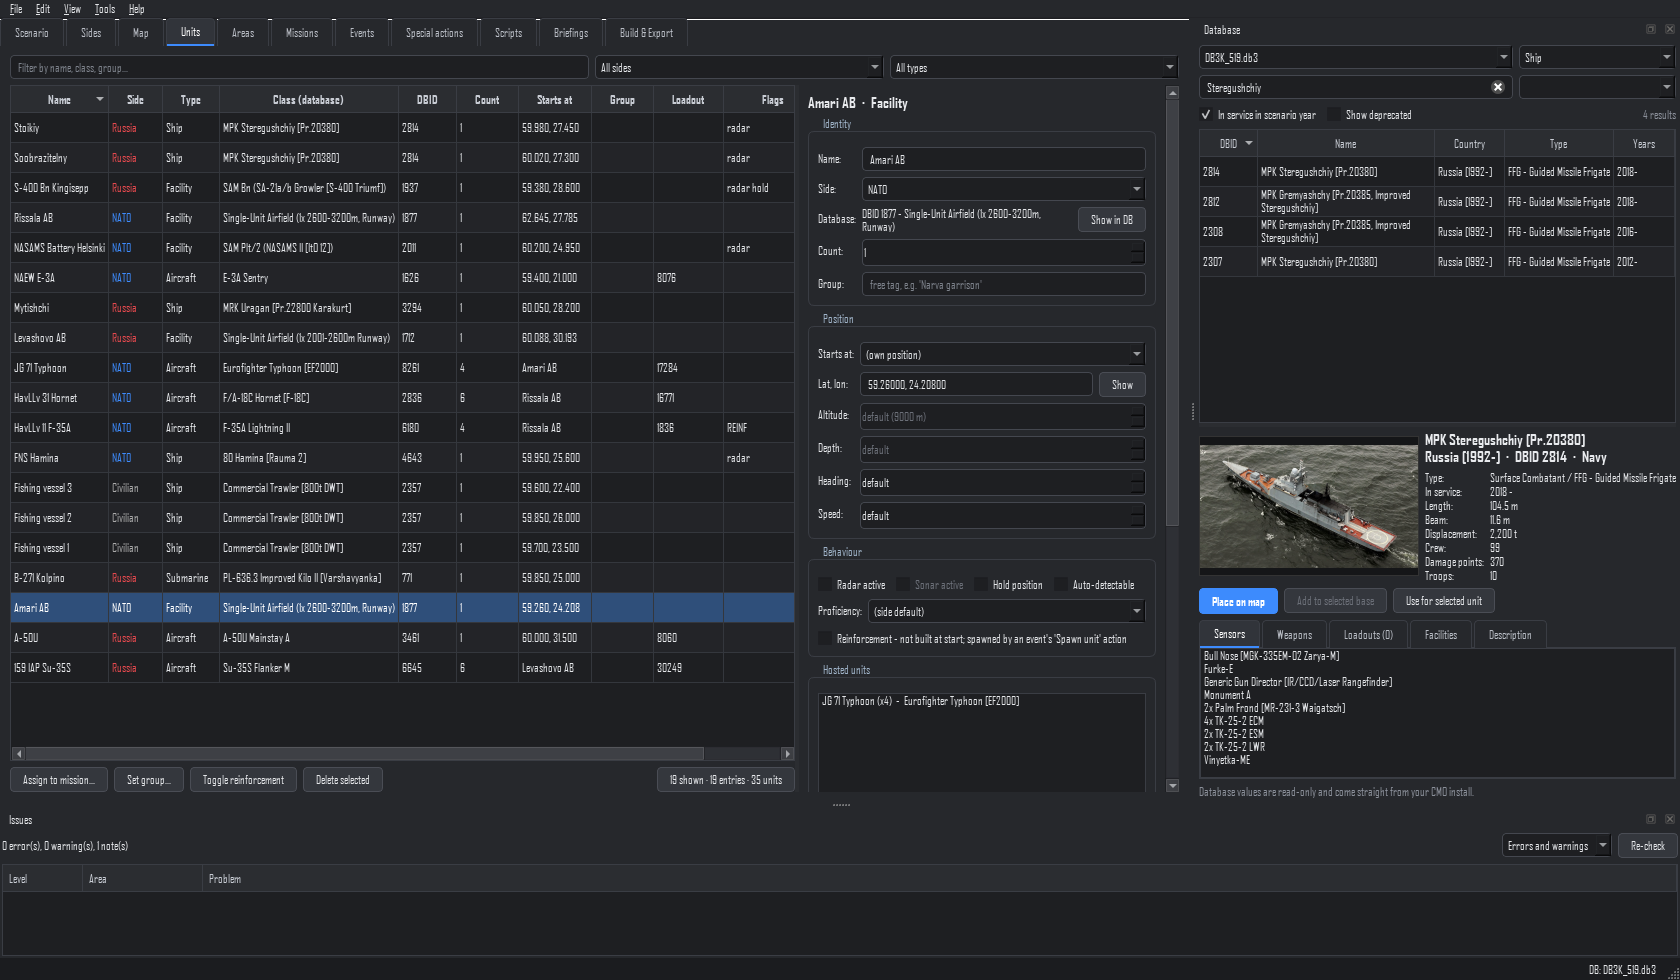 File Edit View Tools Help
Scenario Sides Map Units Areas Missions Events Special actions Scripts Briefings Build & Export
Filter by name, class, group... All sides All types
Name Side Type Class (database) DBID Count Starts at Group Loadout Flags
Stoikiy Russia Ship MPK Steregushchiy [Pr.20380] 2814 1 59.980, 27.450 radar
Soobrazitelny Russia Ship MPK Steregushchiy [Pr.20380] 2814 1 60.020, 27.300 radar
S-400 Bn Kingisepp Russia Facility SAM Bn (SA-21a/b Growler [S-400 Triumf]) 1937 1 59.380, 28.600 radar hold
Rissala AB NATO Facility Single-Unit Airfield (1x 2600-3200m, Runway) 1877 1 62.645, 27.785
NASAMS Battery Helsinki NATO Facility SAM Plt/2 (NASAMS II [ItO 12]) 2011 1 60.200, 24.950 radar
NAEW E-3A NATO Aircraft E-3A Sentry 1626 1 59.400, 21.000 8076
Mytishchi Russia Ship MRK Uragan [Pr.22800 Karakurt] 3294 1 60.050, 28.200
Levashovo AB Russia Facility Single-Unit Airfield (1x 2001-2600m Runway) 1712 1 60.088, 30.193
JG 71 Typhoon NATO Aircraft Eurofighter Typhoon [EF2000] 8261 4 Amari AB 17284
HavLLv 31 Hornet NATO Aircraft F/A-18C Hornet [F-18C] 2836 6 Rissala AB 16771
HavLLv 11 F-35A NATO Aircraft F-35A Lightning II 6180 4 Rissala AB 1836 REINF
FNS Hamina NATO Ship 80 Hamina [Rauma 2] 4643 1 59.950, 25.600 radar
Fishing vessel 3 Civilian Ship Commercial Trawler [800t DWT] 2357 1 59.600, 22.400
Fishing vessel 2 Civilian Ship Commercial Trawler [800t DWT] 2357 1 59.850, 26.000
Fishing vessel 1 Civilian Ship Commercial Trawler [800t DWT] 2357 1 59.700, 23.500
B-271 Kolpino Russia Submarine PL-636.3 Improved Kilo II [Varshavyanka] 771 1 59.850, 25.000
Amari AB NATO Facility Single-Unit Airfield (1x 2600-3200m, Runway) 1877 1 59.260, 24.208
A-50U Russia Aircraft A-50U Mainstay A 3461 1 60.000, 31.500 8060
159 IAP Su-35S Russia Aircraft Su-35S Flanker M 6645 6 Levashovo AB 30249
Assign to mission... Set group... Toggle reinforcement Delete selected 19 shown · 19 entries · 35 units
Amari AB · Facility
Identity
Name: Amari AB
Side: NATO
Database: DBID 1877 - Single-Unit Airfield (1x 2600-3200m, Runway) Show in DB
Count: 1
Group: free tag, e.g. 'Narva garrison'
Position
Starts at: (own position)
Lat, lon: 59.26000, 24.20800 Show
Altitude: default (9000 m)
Depth: default
Heading: default
Speed: default
Behaviour
Radar active Sonar active Hold position Auto-detectable
Proficiency: (side default)
Reinforcement - not built at start; spawned by an event's 'Spawn unit' action
Hosted units
JG 71 Typhoon (x4) - Eurofighter Typhoon [EF2000]
Database
DB3K_519.db3 Ship
Steregushchiy
In service in scenario year Show deprecated 4 results
DBID Name Country Type Years
2814 MPK Steregushchiy [Pr.20380] Russia [1992-] FFG - Guided Missile Frigate 2018-
2812 MPK Gremyashchy [Pr.20385, Improved Steregushchiy] Russia [1992-] FFG - Guided Missile Frigate 2018-
2308 MPK Gremyashchy [Pr.20385, Improved Steregushchiy] Russia [1992-] FFG - Guided Missile Frigate 2016-
2307 MPK Steregushchiy [Pr.20380] Russia [1992-] FFG - Guided Missile Frigate 2012-
MPK Steregushchiy [Pr.20380]
Russia [1992-] · DBID 2814 · Navy
Type: Surface Combatant / FFG - Guided Missile Frigate
In service: 2018 -
Length: 104.5 m
Beam: 11.6 m
Displacement: 2,200 t
Crew: 99
Damage points: 370
Troops: 10
Place on map Add to selected base Use for selected unit
Sensors Weapons Loadouts (0) Facilities Description
Bull Nose [MGK-335EM-02 Zarya-M]
Furke-E
Generic Gun Director [IR/CCD/Laser Rangefinder]
Monument A
2x Palm Frond [MR-231-3 Waigatsch]
4x TK-25-2 ECM
2x TK-25-2 ESM
2x TK-25-2 LWR
Vinyetka-ME
Database values are read-only and come straight from your CMO install.
Issues
0 error(s), 0 warning(s), 1 note(s) Errors and warnings Re-check
Level Area Problem
DB: DB3K_519.db3